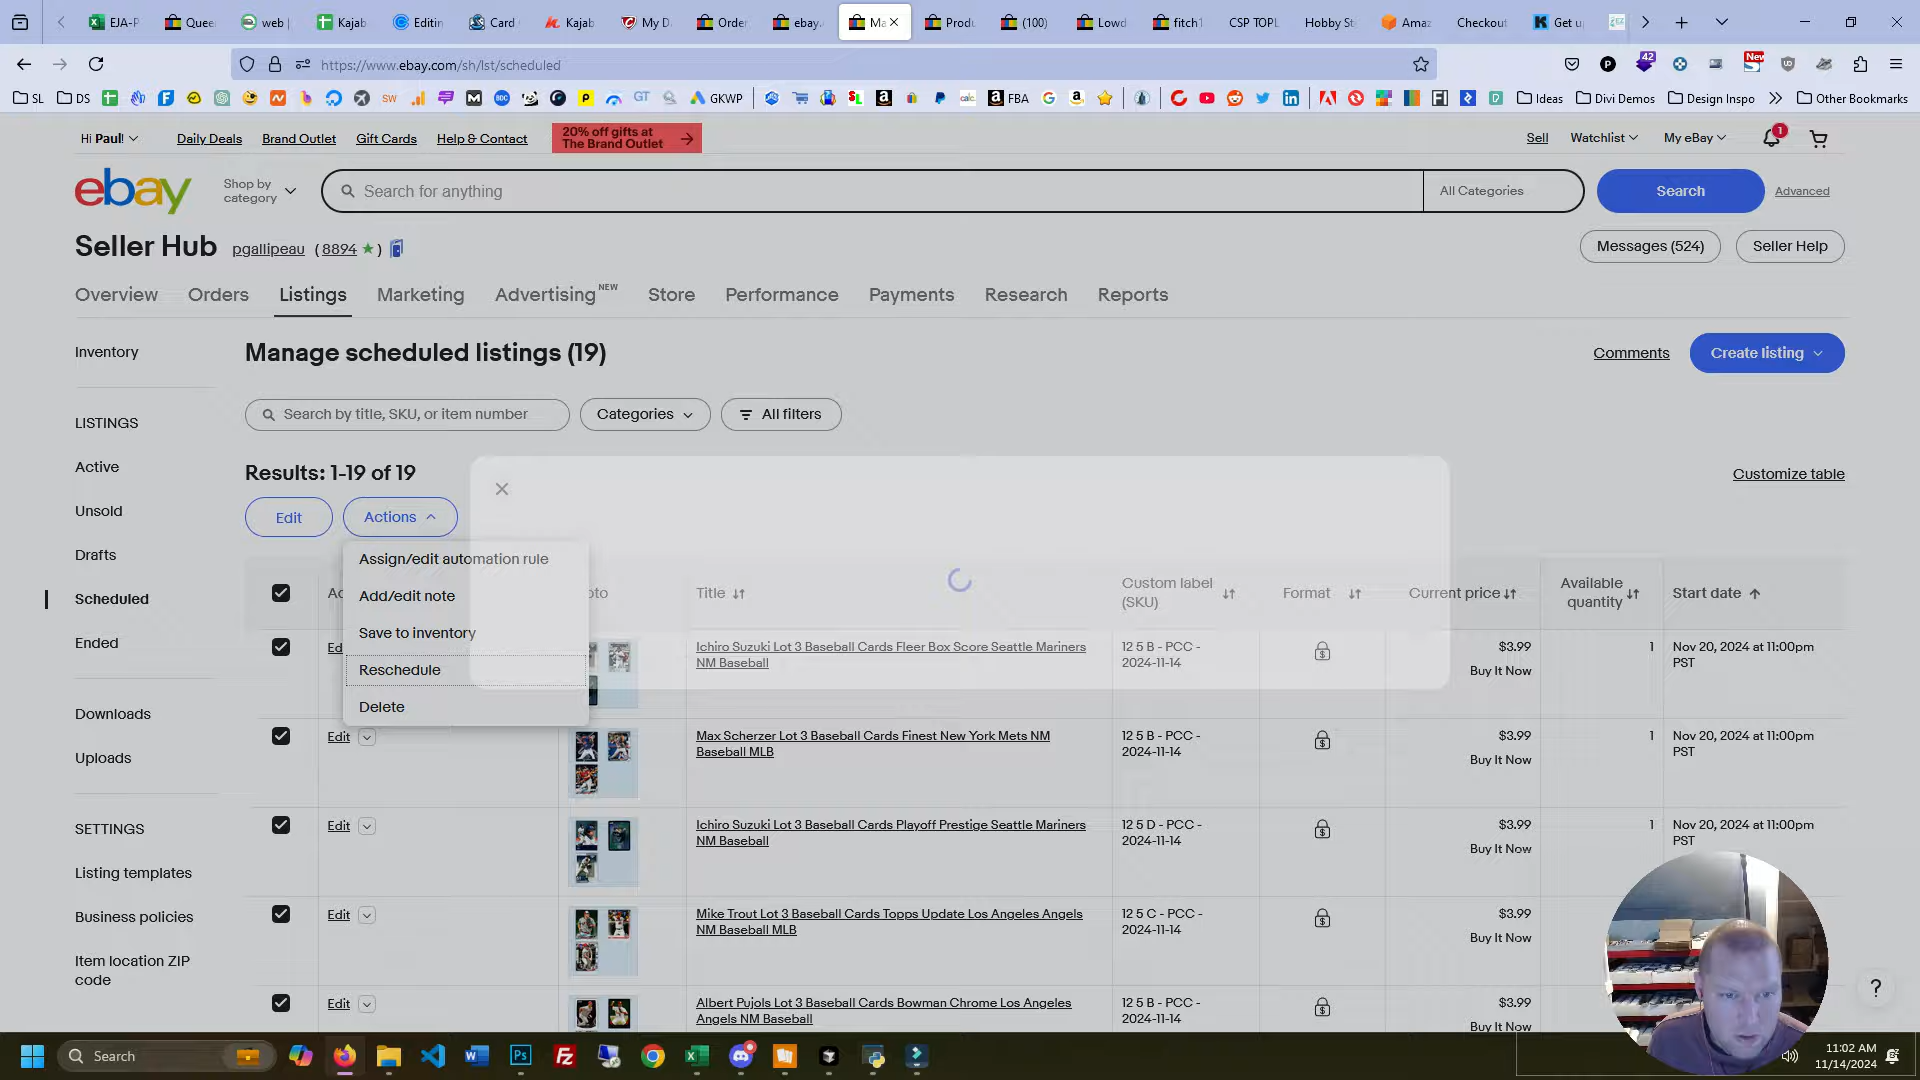 EJA-P
Quee
web |
Kajab
Editin
Card
Kajab
My D
Order
ebay.
Ma
Produ
(100)
Lowd
fitch1
CSP TOPL
Hobby St
Amaz
Checkout
Get u
https://www.ebay.com/sh/lst/scheduled
42
New
SL
DS
GKWP
FBA
Ideas
Divi Demos
Design Inspo
Other Bookmarks
Hi Paul!
Daily Deals
Brand Outlet
Gift Cards
Help & Contact
20% off gifts at
The Brand Outlet
Sell
Watchlist
My eBay
1
ebay
Shop by
category
Search for anything
All Categories
Search
Advanced
Seller Hub
pgallipeau
( 8894 ★ )
Messages (524)
Seller Help
Overview
Orders
Listings
Marketing
Advertising NEW
Store
Performance
Payments
Research
Reports
Inventory
Manage scheduled listings (19)
Comments
Create listing
Search by title, SKU, or item number
Categories
All filters
LISTINGS
Active
Unsold
Drafts
Scheduled
Ended
Downloads
Uploads
SETTINGS
Listing templates
Business policies
Item location ZIP
code
Results: 1-19 of 19
Customize table
Edit
Actions
Assign/edit automation rule
Add/edit note
Save to inventory
Reschedule
Delete
Title
Custom label
(SKU)
Format
Current price
Available
quantity
Start date
Ichiro Suzuki Lot 3 Baseball Cards Fleer Box Score Seattle Mariners
NM Baseball
12 5 B - PCC -
2024-11-14
$3.99
Buy It Now
1
Nov 20, 2024 at 11:00pm
PST
Edit
Max Scherzer Lot 3 Baseball Cards Finest New York Mets NM
Baseball MLB
12 5 B - PCC -
2024-11-14
$3.99
Buy It Now
1
Nov 20, 2024 at 11:00pm
PST
Edit
Ichiro Suzuki Lot 3 Baseball Cards Playoff Prestige Seattle Mariners
NM Baseball
12 5 D - PCC -
2024-11-14
$3.99
Buy It Now
1
Nov 20, 2024 at 11:00pm
PST
Edit
Mike Trout Lot 3 Baseball Cards Topps Update Los Angeles Angels
NM Baseball MLB
12 5 C - PCC -
2024-11-14
$3.99
Buy It Now
Edit
Albert Pujols Lot 3 Baseball Cards Bowman Chrome Los Angeles
Angels NM Baseball
12 5 B - PCC -
2024-11-14
$3.99
Buy It Now
?
Search
11:02 AM
11/14/2024